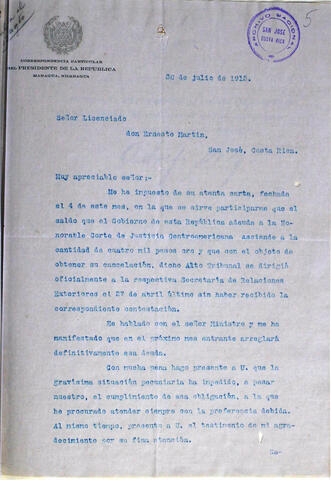 5
CORRESPONDENCIA PARTICULAR
DEL PRESIDENTE DE LA REPUBLICA
MANAGUA, NICARAGUA
ARCHIVO NACIONAL
SAN JOSÉ
COSTA RICA
30 de julio de 1915.
Señor Licenciado
don Ernesto Martin,
San José, Costa Rica.
Muy apreciable señor:-
Me he impuesto de su atenta carta, fechada
el 4 de este mes, en la que se sirve participarme que el
saldo que el Gobierno de esta República adeuda a la Ho-
norable Corte de Justicia Centroamericana asciende a la
cantidad de cuatro mil pesos oro y que con el objeto de
obtener su cancelación, dicho Alto Tribunal se dirigió
oficialmente a la respectiva Secretaría de Relaciones
Exteriores el 27 de abril último sin haber recibido la
correspondiente contestación.
He hablado con el señor Ministro y me ha
manifestado que en el próximo mes entrante arreglará
definitivamente esa deuda.
Con mucha pena hago presente a U. que la
gravísima situación pecuniaria ha impedido, a pesar
nuestro, el cumplimiento de esa obligación, a la que
he procurado atender siempre con la preferencia debida.
Al mismo tiempo, presento a U. el testimonio de mi agra-
decimiento por su fina atención.